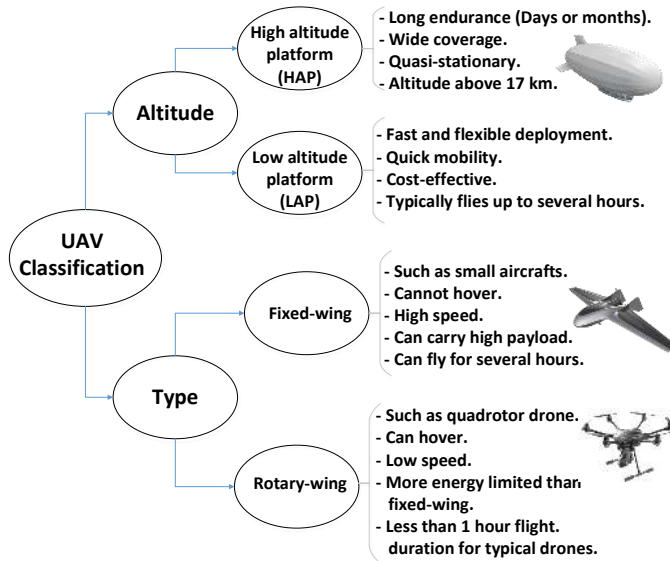 UAV
Classification
Altitude
High altitude
platform
(HAP)
- Long endurance (Days or months).
- Wide coverage.
- Quasi-stationary.
- Altitude above 17 km.
Low altitude
platform
(LAP)
- Fast and flexible deployment.
- Quick mobility.
- Cost-effective.
- Typically flies up to several hours.
Type
Fixed-wing
- Such as small aircrafts.
- Cannot hover.
- High speed.
- Can carry high payload.
- Can fly for several hours.
Rotary-wing
- Such as quadrotor drone.
- Can hover.
- Low speed.
- More energy limited than
fixed-wing.
- Less than 1 hour flight.
duration for typical drones.